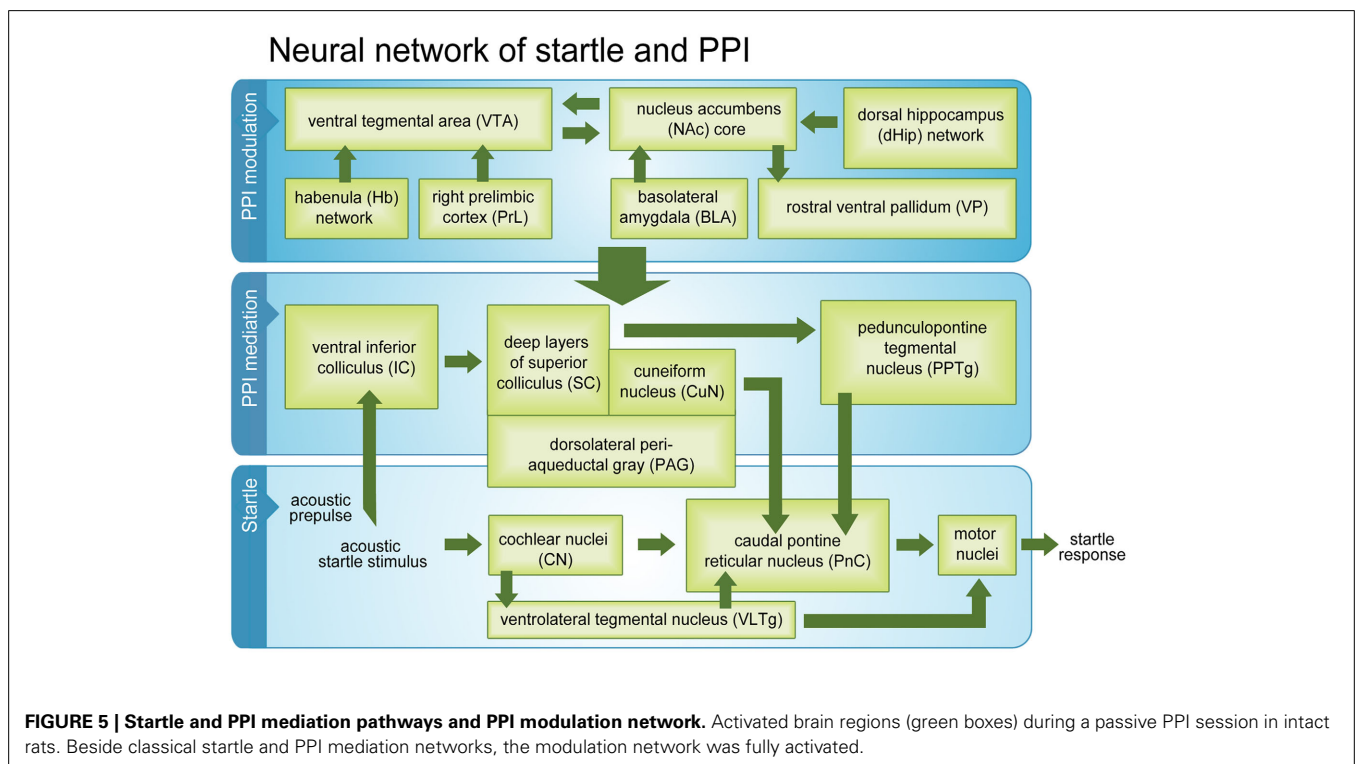 Neural network of startle and PPI
PPI modulation
ventral tegmental area (VTA)
nucleus accumbens
(NAc) core
dorsal hippocampus
(dHip) network
habenula (Hb)
network
right prelimbic
cortex (PrL)
basolateral
amygdala (BLA)
rostral ventral pallidum (VP)
PPI mediation
ventral inferior
colliculus (IC)
deep layers
of superior
colliculus (SC)
cuneiform
nucleus (CuN)
pedunculopontine
tegmental
nucleus (PPTg)
dorsolateral peri-
aqueductal gray (PAG)
Startle
acoustic
prepulse
acoustic
startle stimulus
cochlear nuclei
(CN)
caudal pontine
reticular nucleus (PnC)
motor
nuclei
startle
response
ventrolateral tegmental nucleus (VLTg)
FIGURE 5 | Startle and PPI mediation pathways and PPI modulation network. Activated brain regions (green boxes) during a passive PPI session in intact
rats. Beside classical startle and PPI mediation networks, the modulation network was fully activated.